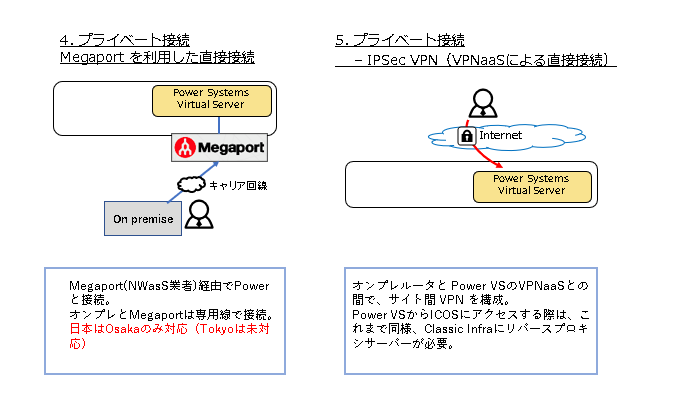 4. プライベート接続
Megaport を利用した直接接続
Power Systems
Virtual Server
Megaport
キャリア回線
On premise
Megaport(NWasS業者)経由でPower
と接続。
オンプレとMegaportは専用線で接続。
日本はOsakaのみ対応（Tokyoは未対
応）
5. プライベート接続
– IPSec VPN（VPNaaSによる直接接続）
Internet
Power Systems
Virtual Server
オンプレルータと Power VSのVPNaaSとの
間で、サイト間 VPN を構成。
Power VSからICOSにアクセスする際は、こ
れまで同様、Classic Infraにリバースプロキ
シサーバーが必要。